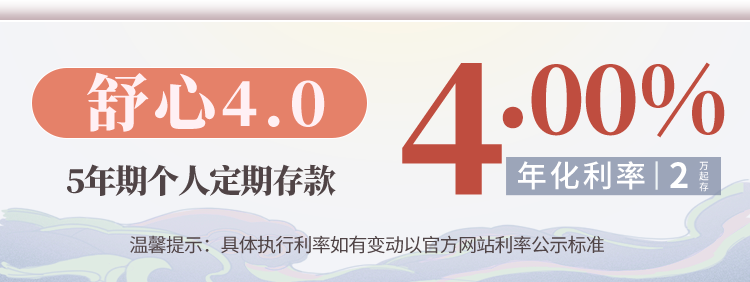 舒心4.0
5年期个人定期存款
4.00%
年化利率|2万起存
温馨提示：具体执行利率如有变动以官方网站利率公示标准